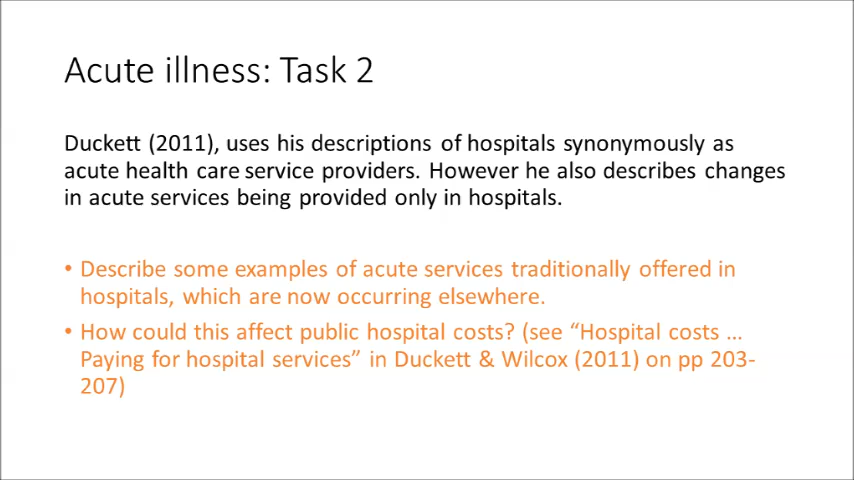 Acute illness: Task 2
Duckett (2011), uses his descriptions of hospitals synonymously as
acute health care service providers. However he also describes changes
in acute services being provided only in hospitals.
• Describe some examples of acute services traditionally offered in
hospitals, which are now occurring elsewhere.
• How could this affect public hospital costs? (see “Hospital costs ...
Paying for hospital services” in Duckett & Wilcox (2011) on pp 203-
207)